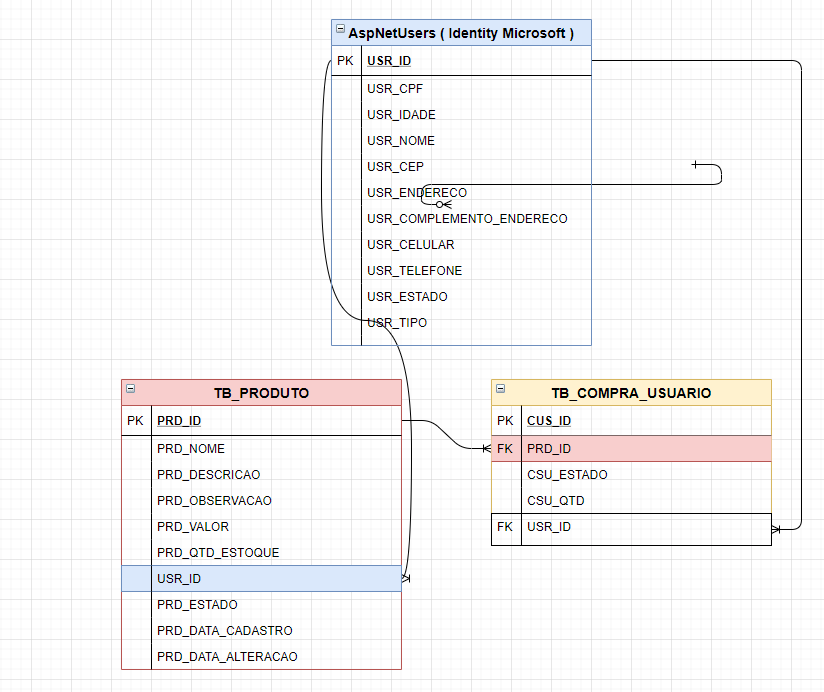 AspNetUsers ( Identity Microsoft )
PK USR_ID
USR_CPF
USR_IDADE
USR_NOME
USR_CEP
USR_ENDERECO
USR_COMPLEMENTO_ENDERECO
USR_CELULAR
USR_TELEFONE
USR_ESTADO
USR_TIPO
TB_PRODUTO
PK PRD_ID
PRD_NOME
PRD_DESCRICAO
PRD_OBSERVACAO
PRD_VALOR
PRD_QTD_ESTOQUE
USR_ID
PRD_ESTADO
PRD_DATA_CADASTRO
PRD_DATA_ALTERACAO
TB_COMPRA_USUARIO
PK CUS_ID
FK PRD_ID
CSU_ESTADO
CSU_QTD
FK USR_ID